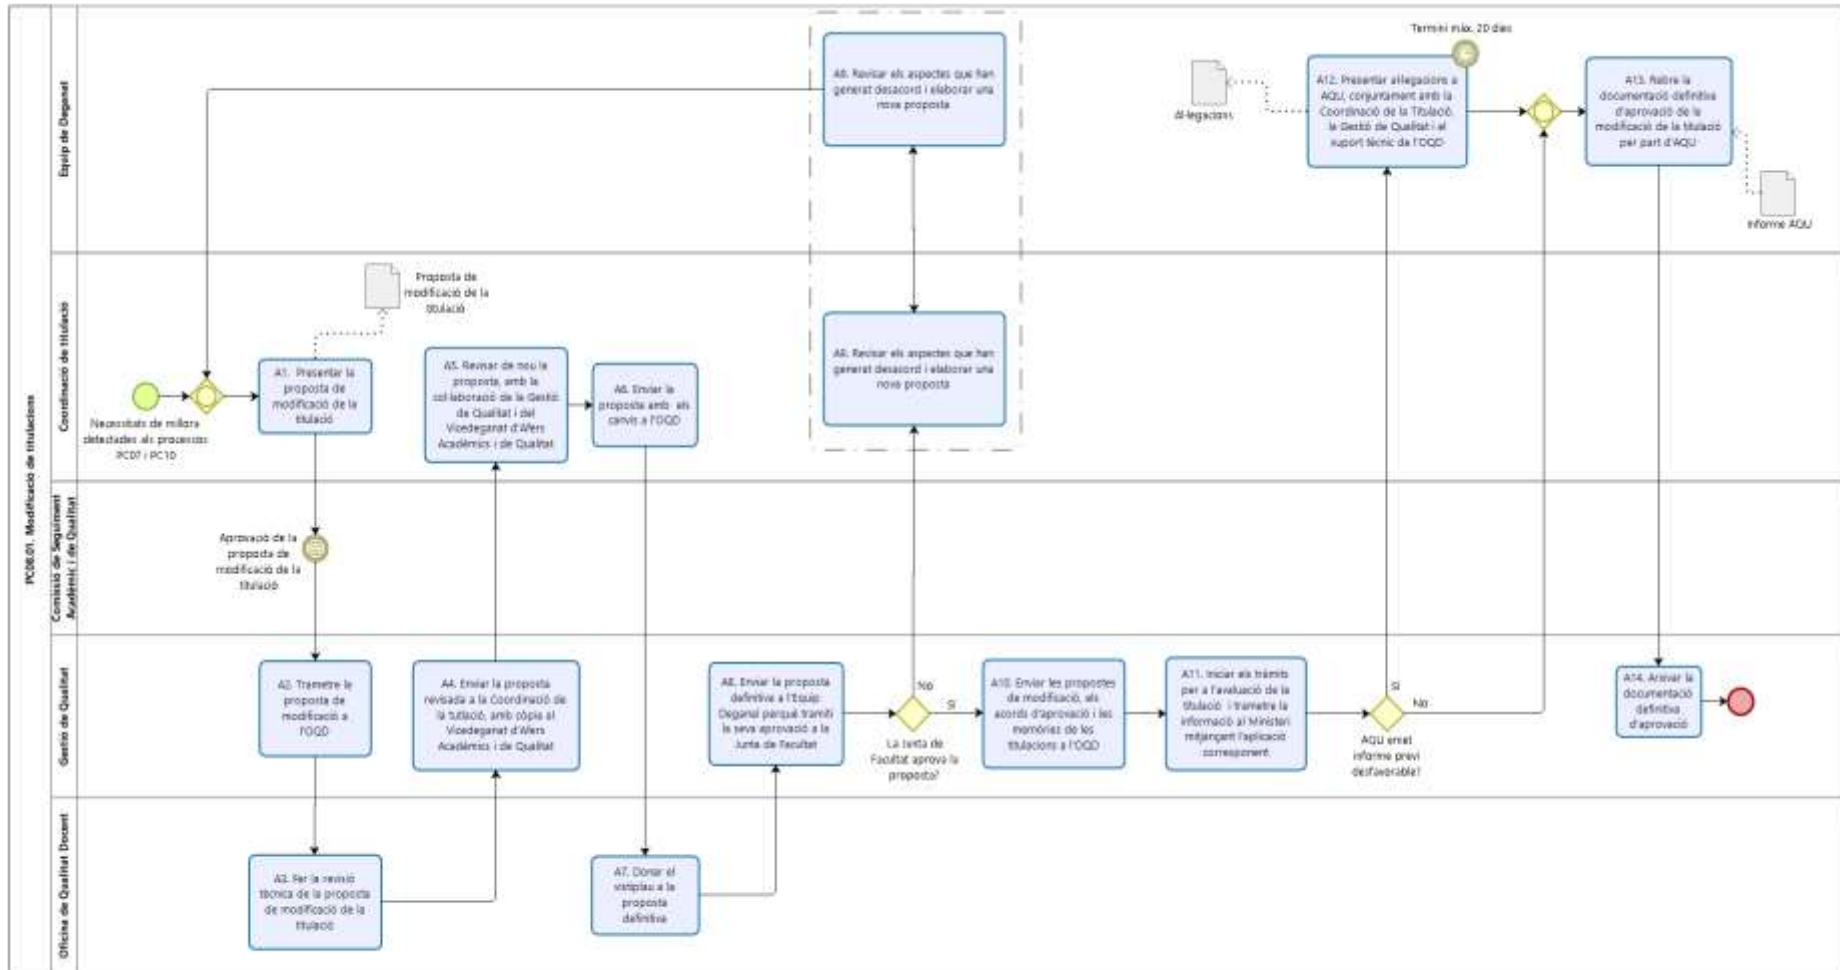 PC08.01. Modificació de titulacions
Equip de Deganat
A9. Revisar els aspectes que han
generat desacord i elaborar una
nova proposta
Al·legacions
Termini màx. 20 dies
A12. Presentar al·legacions a
AQU, conjuntament amb la
Coordinació de la Titulació,
la Gestió de Qualitat i el
suport tècnic de l'OQD
A13. Rebre la
documentació definitiva
d'aprovació de la
modificació de la titulació
per part d'AQU
Informe AQU
Coordinació de titulació
Necessitats de millora
detectades als processos
PC07 i PC10
A1. Presentar la
proposta de
modificació de la
titulació
Proposta de
modificació de la
titulació
A5. Revisar de nou la
proposta, amb la
col·laboració de la Gestió
de Qualitat i del
Vicedeganat d'Afers
Acadèmics i de Qualitat
A6. Enviar la
proposta amb els
canvis a l'OQD
A9. Revisar els aspectes que han
generat desacord i elaborar una
nova proposta
Comissió de Seguiment
Acadèmic i de Qualitat
Aprovació de la
proposta de
modificació de la
titulació
Gestió de Qualitat
A2. Trametre la
proposta de
modificació a
l'OQD
A4. Enviar la proposta
revisada a la Coordinació de
la tutlació, amb còpia al
Vicedeganat d'Afers
Acadèmics i de Qualitat
A8. Enviar la proposta
definitiva a l'Equip
Deganal perquè tramiti
la seva aprovació a la
Junta de Facultat
No
Sí
La Junta de
Facultat aprova la
proposta?
A10. Enviar les propostes
de modificació, els
acords d'aprovació i les
memòries de les
titulacions a l'OQD
A11. Iniciar els tràmits
per a l'avaluació de la
titulació i trametre la
informació al Ministeri
mitjançant l'aplicació
corresponent
Sí
No
AQU emet
informe previ
desfavorable?
A14. Arxivar la
documentació
definitiva
d'aprovació
Oficina de Qualitat Docent
A3. Fer la revisió
tècnica de la proposta
de modificació de la
titulació
A7. Donar el
vistiplau a la
proposta
definitiva